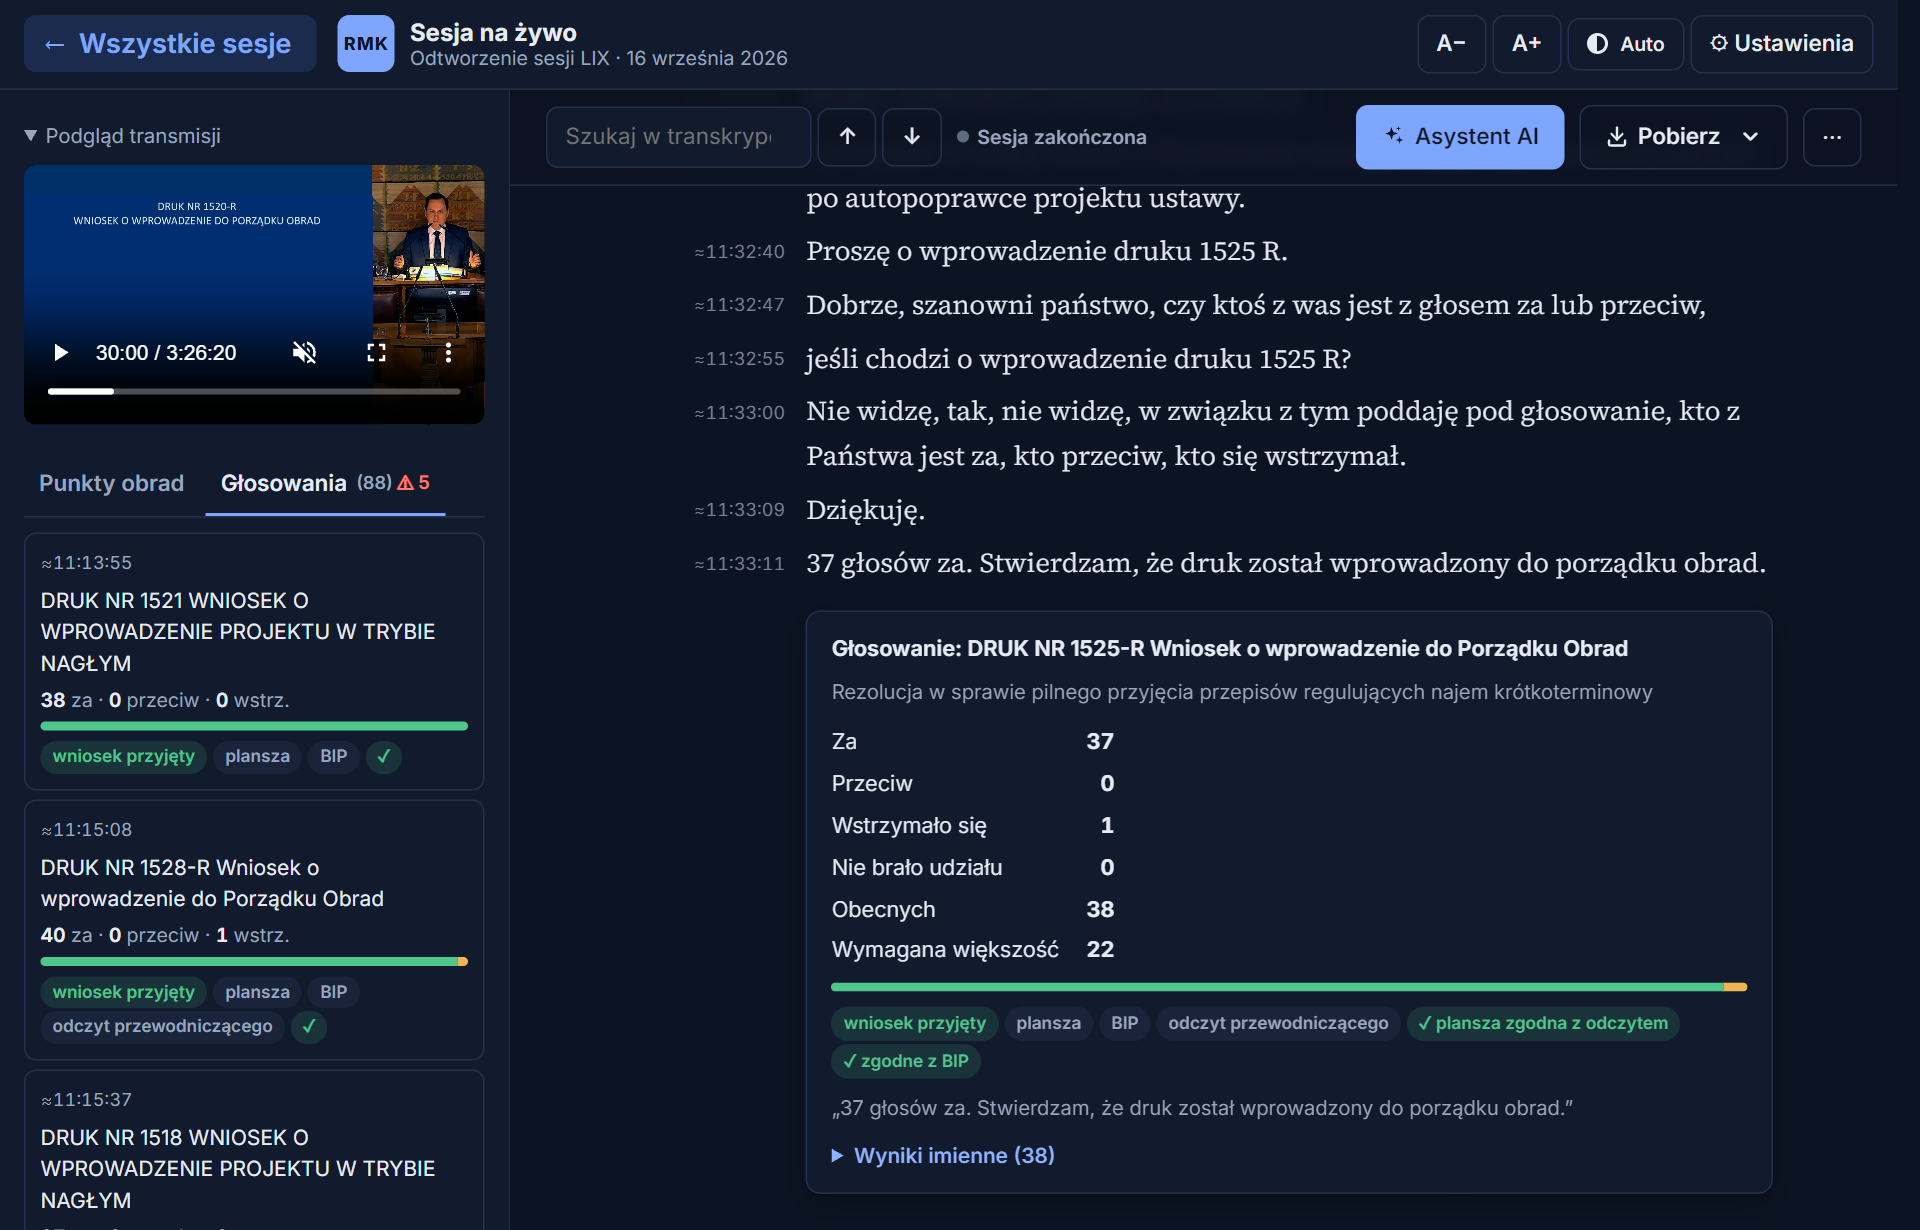 ← Wszystkie sesje
RMK
Sesja na żywo
Odtworzenie sesji LIX · 16 września 2026
A−
A+
Auto
Ustawienia
▼ Podgląd transmisji
DRUK NR 1520-R
WNIOSEK O WPROWADZENIE DO PORZĄDKU OBRAD
30:00 / 3:26:20
Punkty obrad
Głosowania (88) ⚠ 5
≈11:13:55
DRUK NR 1521 WNIOSEK O
WPROWADZENIE PROJEKTU W TRYBIE
NAGŁYM
38 za · 0 przeciw · 0 wstrz.
wniosek przyjęty plansza BIP ✓
≈11:15:08
DRUK NR 1528-R Wniosek o
wprowadzenie do Porządku Obrad
40 za · 0 przeciw · 1 wstrz.
wniosek przyjęty plansza BIP
odczyt przewodniczącego ✓
≈11:15:37
DRUK NR 1518 WNIOSEK O
WPROWADZENIE PROJEKTU W TRYBIE
NAGŁYM
Szukaj w transkryp
↑
↓
Sesja zakończona
Asystent AI
Pobierz
...
po autopoprawce projektu ustawy.
≈11:32:40 Proszę o wprowadzenie druku 1525 R.
≈11:32:47 Dobrze, szanowni państwo, czy ktoś z was jest z głosem za lub przeciw,
≈11:32:55 jeśli chodzi o wprowadzenie druku 1525 R?
≈11:33:00 Nie widzę, tak, nie widzę, w związku z tym poddaję pod głosowanie, kto z
Państwa jest za, kto przeciw, kto się wstrzymał.
≈11:33:09 Dziękuję.
≈11:33:11 37 głosów za. Stwierdzam, że druk został wprowadzony do porządku obrad.
Głosowanie: DRUK NR 1525-R Wniosek o wprowadzenie do Porządku Obrad
Rezolucja w sprawie pilnego przyjęcia przepisów regulujących najem krótkoterminowy
Za 37
Przeciw 0
Wstrzymało się 1
Nie brało udziału 0
Obecnych 38
Wymagana większość 22
wniosek przyjęty plansza BIP odczyt przewodniczącego ✓ plansza zgodna z odczytem
✓ zgodne z BIP
„37 głosów za. Stwierdzam, że druk został wprowadzony do porządku obrad.”
▶ Wyniki imienne (38)